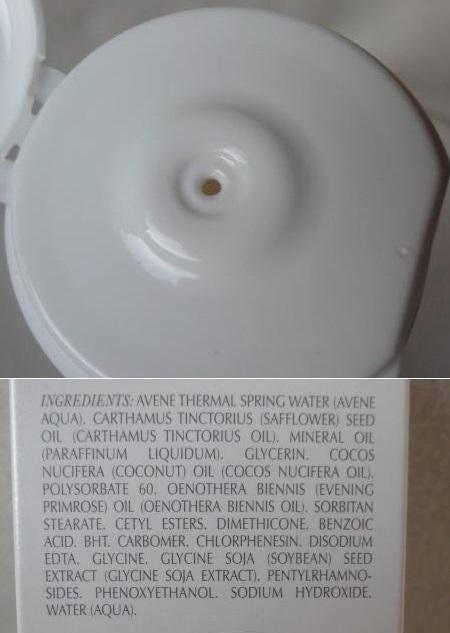 INGREDIENTS: AVENE THERMAL SPRING WATER (AVENE
AQUA). CARTHAMUS TINCTORIUS (SAFFLOWER) SEED
OIL (CARTHAMUS TINCTORIUS OIL). MINERAL OIL
(PARAFFINUM LIQUIDUM). GLYCERIN. COCOS
NUCIFERA (COCONUT) OIL (COCOS NUCIFERA OIL).
POLYSORBATE 60. OENOTHERA BIENNIS (EVENING
PRIMROSE) OIL (OENOTHERA BIENNIS OIL). SORBITAN
STEARATE. CETYL ESTERS. DIMETHICONE. BENZOIC
ACID. BHT. CARBOMER. CHLORPHENESIN. DISODIUM
EDTA. GLYCINE. GLYCINE SOJA (SOYBEAN) SEED
EXTRACT (GLYCINE SOJA EXTRACT). PENTYLRHAMNO-
SIDES. PHENOXYETHANOL. SODIUM HYDROXIDE.
WATER (AQUA).